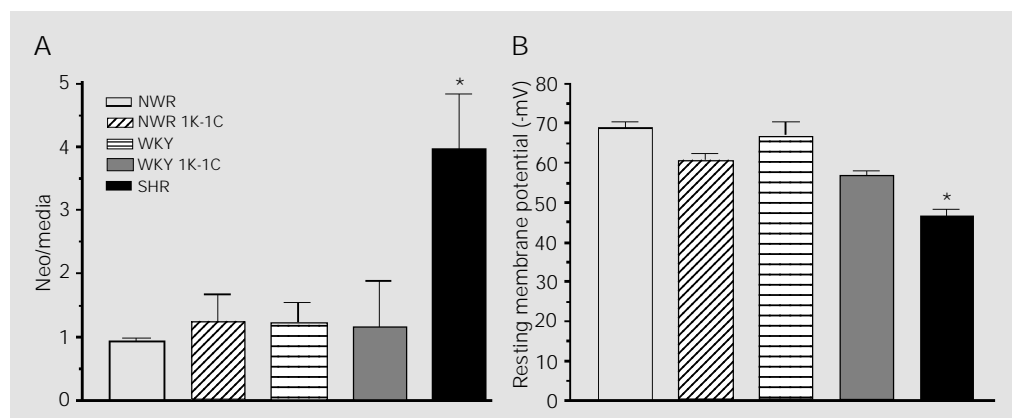 A
Neo/media
5
4
3
2
1
0
NWR
NWR 1K-1C
WKY
WKY 1K-1C
SHR
*
B
Resting membrane potential (-mV)
80
70
60
50
40
30
20
10
0
*